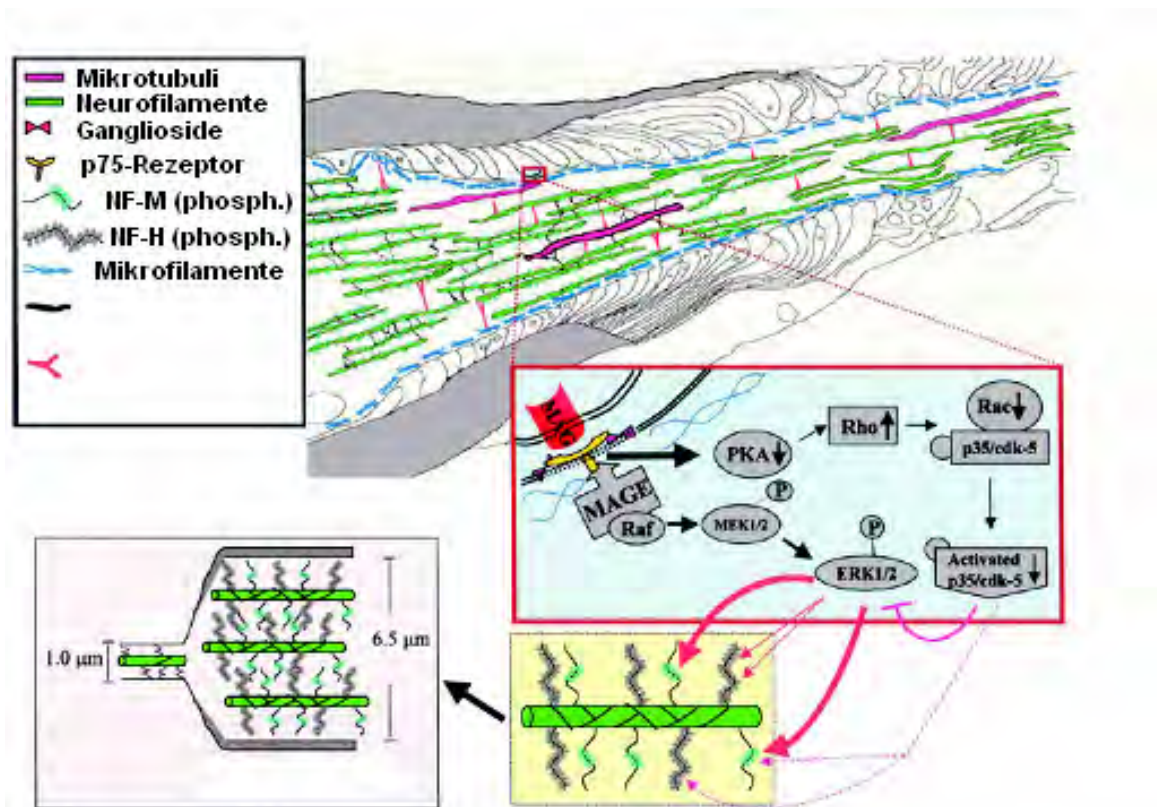 Mikrotubuli
Neurofilamente
Ganglioside
p75-Rezeptor
NF-M (phosph.)
NF-H (phosph.)
Mikrofilamente
MAG
MAGE
Raf
PKA
Rho
Rac
p35/cdk-5
P
MEK1/2
P
ERK1/2
Activated
p35/cdk-5
1.0 µm
6.5 µm